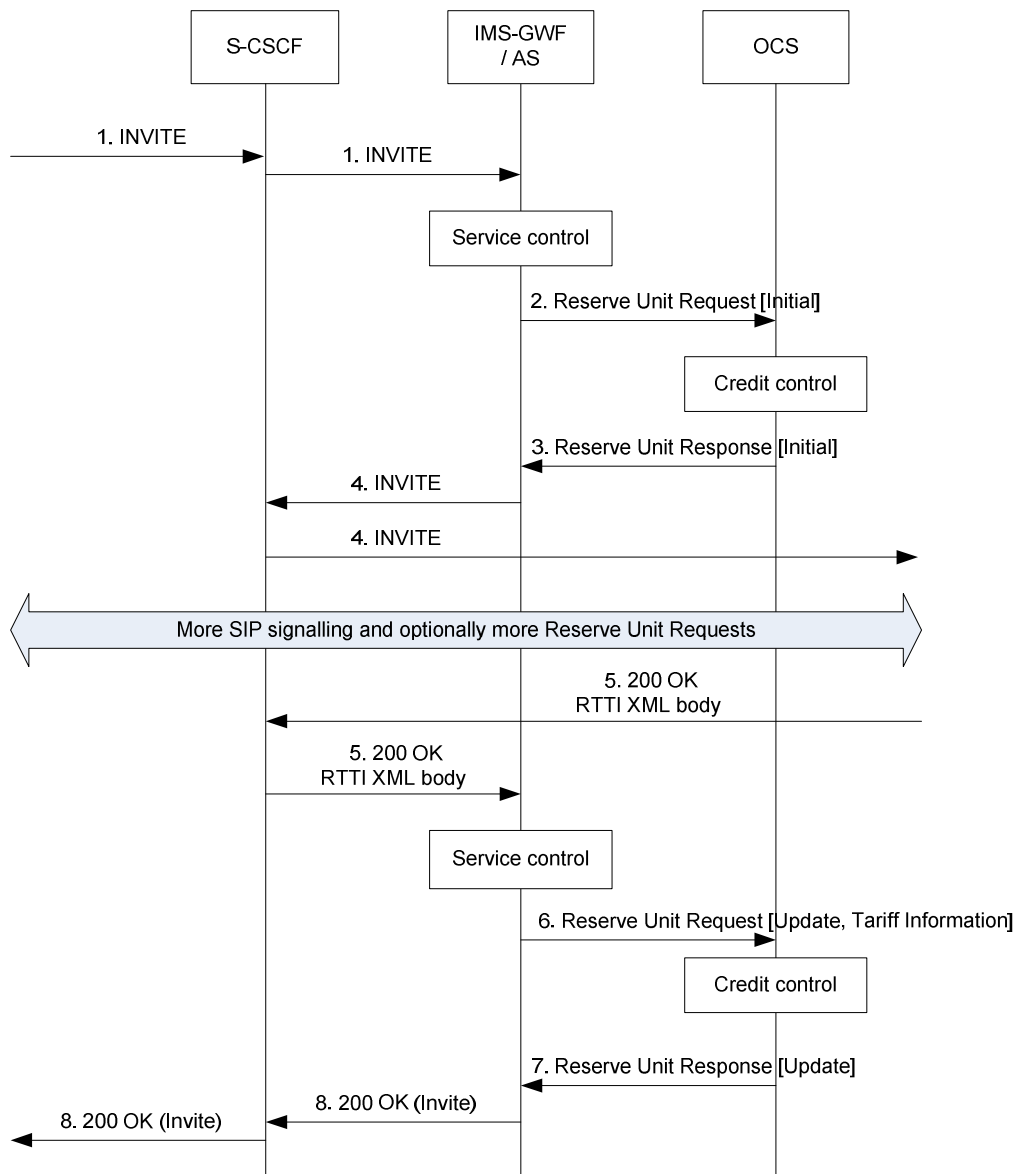 S-CSCF
IMS-GWF
/ AS
OCS
1. INVITE
1. INVITE
Service control
2. Reserve Unit Request [Initial]
Credit control
3. Reserve Unit Response [Initial]
4. INVITE
4. INVITE
More SIP signalling and optionally more Reserve Unit Requests
5. 200 OK
RTTI XML body
5. 200 OK
RTTI XML body
Service control
6. Reserve Unit Request [Update, Tariff Information]
Credit control
7. Reserve Unit Response [Update]
8. 200 OK (Invite)
8. 200 OK (Invite)